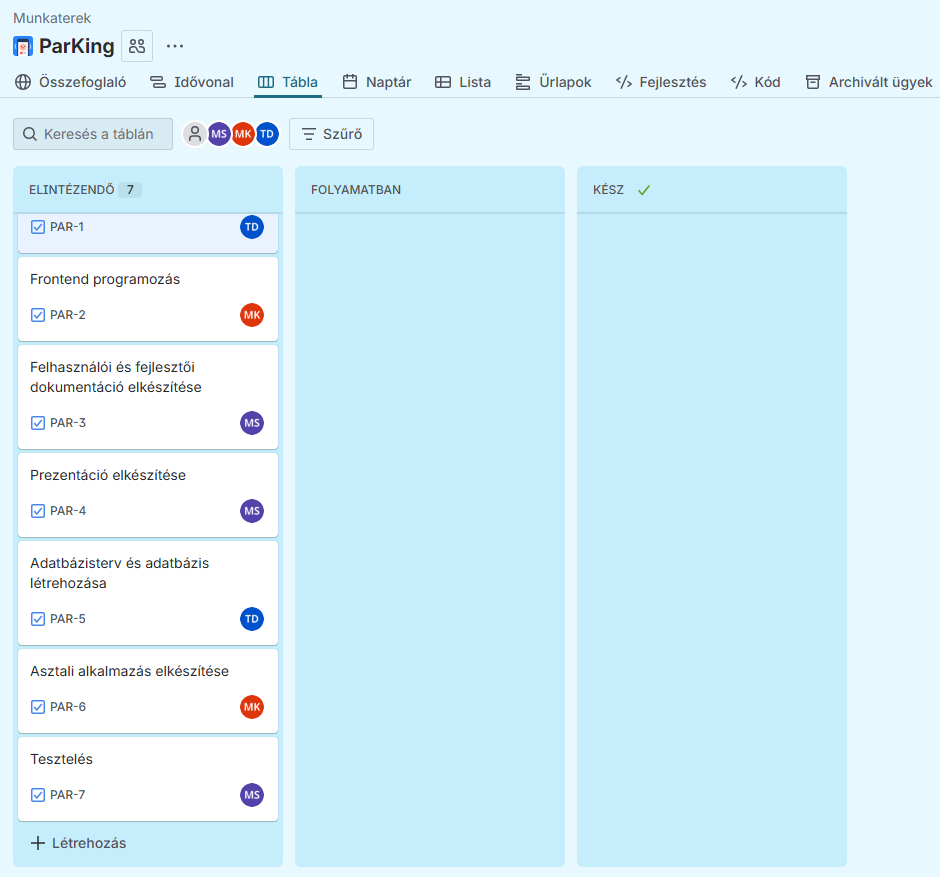 Munkaterek
ParKing
Összefoglaló Idővonal Tábla Naptár Lista Űrlapok Fejlesztés Kód Archivált ügyek
Keresés a táblán MS MK TD Szűrő
ELINTÉZENDŐ 7
PAR-1 TD
Frontend programozás
PAR-2 MK
Felhasználói és fejlesztői
dokumentáció elkészítése
PAR-3 MS
Prezentáció elkészítése
PAR-4 MS
Adatbázisterv és adatbázis
létrehozása
PAR-5 TD
Asztali alkalmazás elkészítése
PAR-6 MK
Tesztelés
PAR-7 MS
Létrehozás
FOLYAMATBAN
KÉSZ